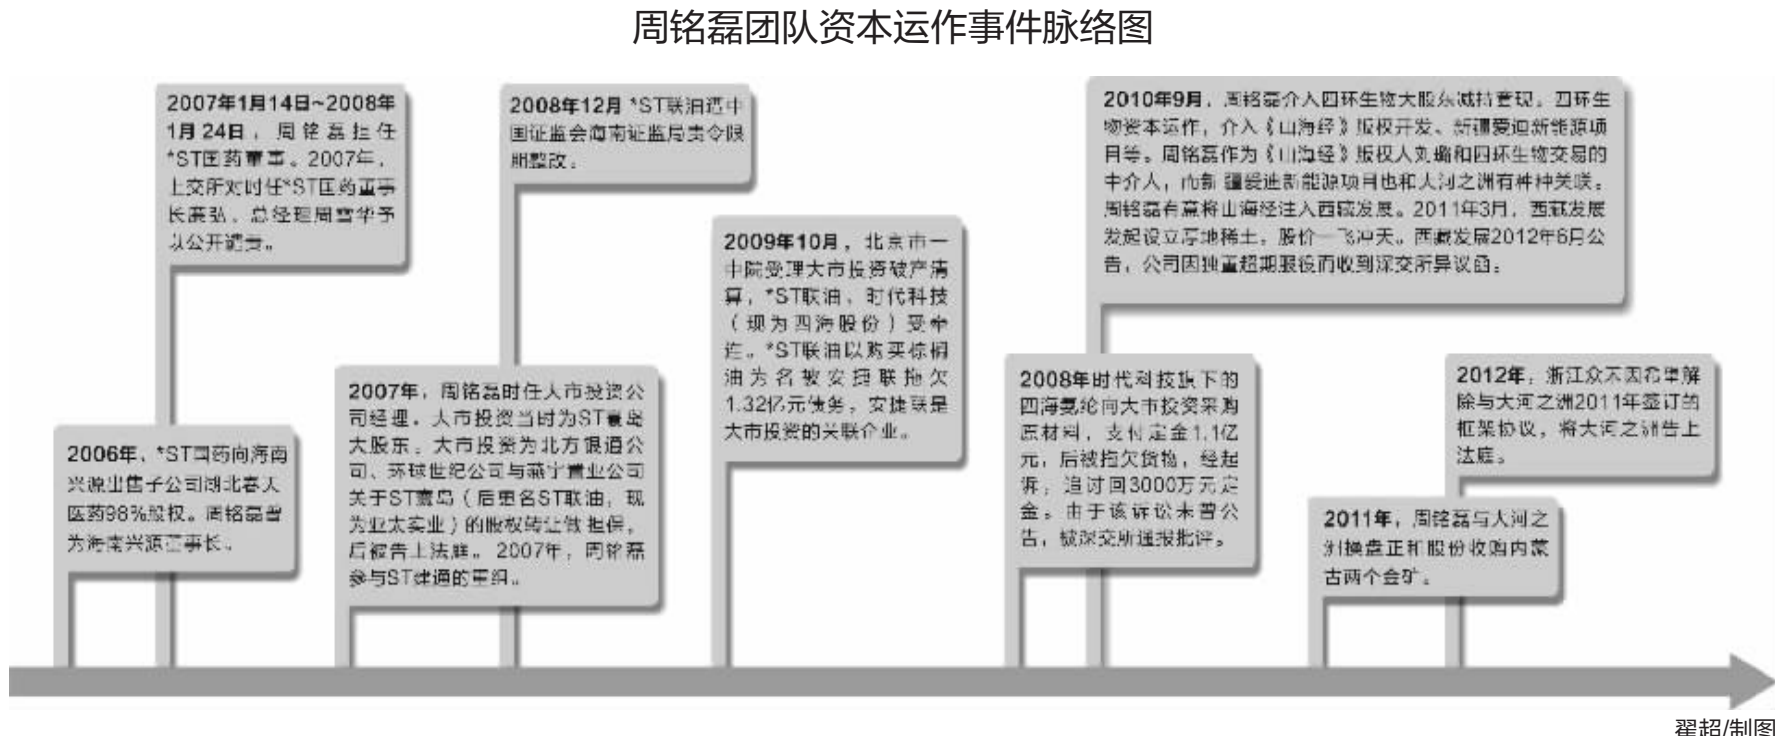 周铭磊团队资本运作事件脉络图
2006年，*ST国药向海南
兴源出售子公司湖北春天
医药98%股权。周铭磊曾
为海南兴源董事长。
2007年1月14日~2008年
1月24日，周铭磊担任
*ST国药董事。2007年，
上交所对时任*ST国药董事
长 弘、总经理周雪华予
以公开谴责。
2007年，周铭磊时任大市投资公
司经理。大市投资当时为ST寰岛
大股东。大市投资为北方 通公
司、环球世纪公司与燕宇置业公司
关于ST寰岛（后更名ST联油，现
为亚太实业）的股权转让做担保，
后被告上法庭。2007年，周铭磊
参与ST建通的重组。
2008年12月 *ST联油遭中
国证监会海南证监局责令限
期整改。
2009年10月，北京市一
中院受理大市投资破产清
算，*ST联油、时代科技
（现为四海股份）受牵
连。*ST联油以购买棕榈
油为名被安捷联拖欠
1.32亿元债务。安捷联是
大市投资的关联企业。
2008年时代科技旗下的
四海氨纶向大市投资采购
原材料，支付定金1.1亿
元，后被拖欠货物，经起
诉，追讨回3000万元定
金。由于该诉讼未曾公
告，被深交所通报批评。
2010年9月，周铭磊介入四环生物大股东减持套现。四环生
物资本运作，介入《山海经》版权开发、新疆爱迪新能源项
目等。周铭磊作为《山海经》版权人刘璐和四环生物交易的
中介人，而新疆爱迪新能源项目也和大河之洲有种种关联。
周铭磊有意将山海经注入西藏发展。2011年3月，西藏发展
发起设立厚地稀土，股价一飞冲天。西藏发展2012年6月公
告，公司因独董超期服役而收到深交所异议函。
2011年，周铭磊与大河之
洲操盘正和股份收购内蒙
古两个金矿。
2012年，浙江众禾因希望解
除与大河之洲2011年签订的
框架协议，将大河之洲告上
法庭。
翟超/制图